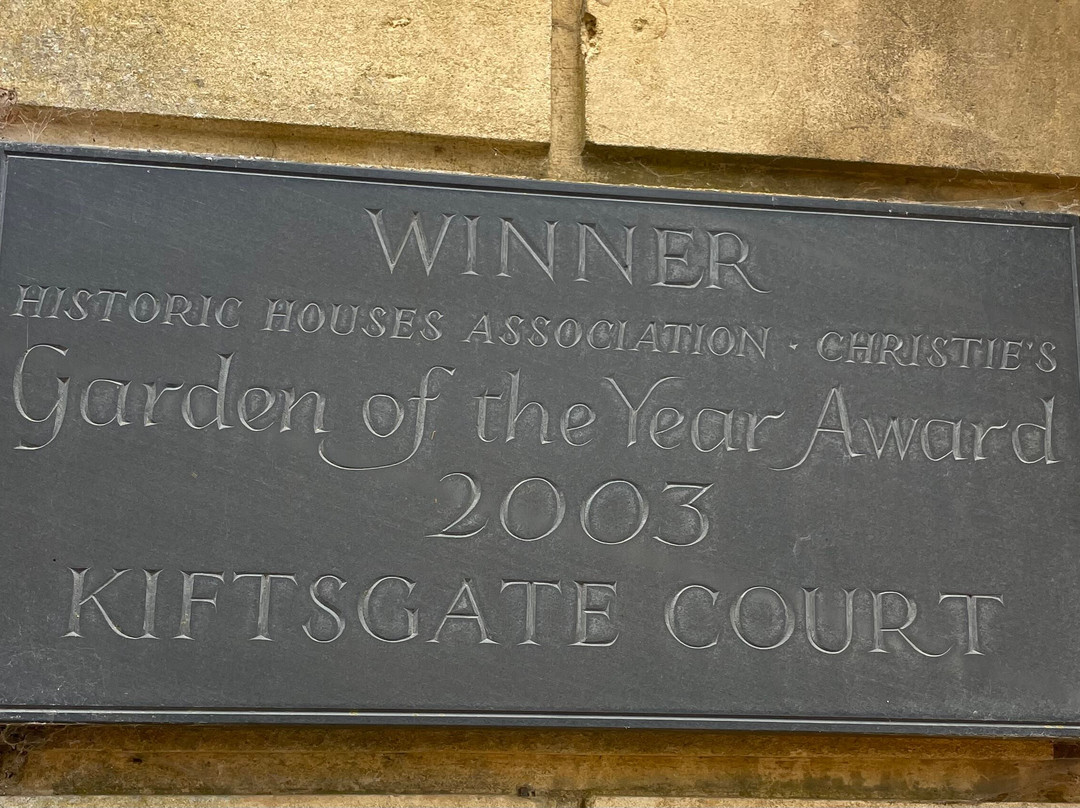 WINNER
HISTORIC HOUSES ASSOCIATION · CHRISTIE'S
Garden of the Year Award
2003
KIFTSGATE COURT